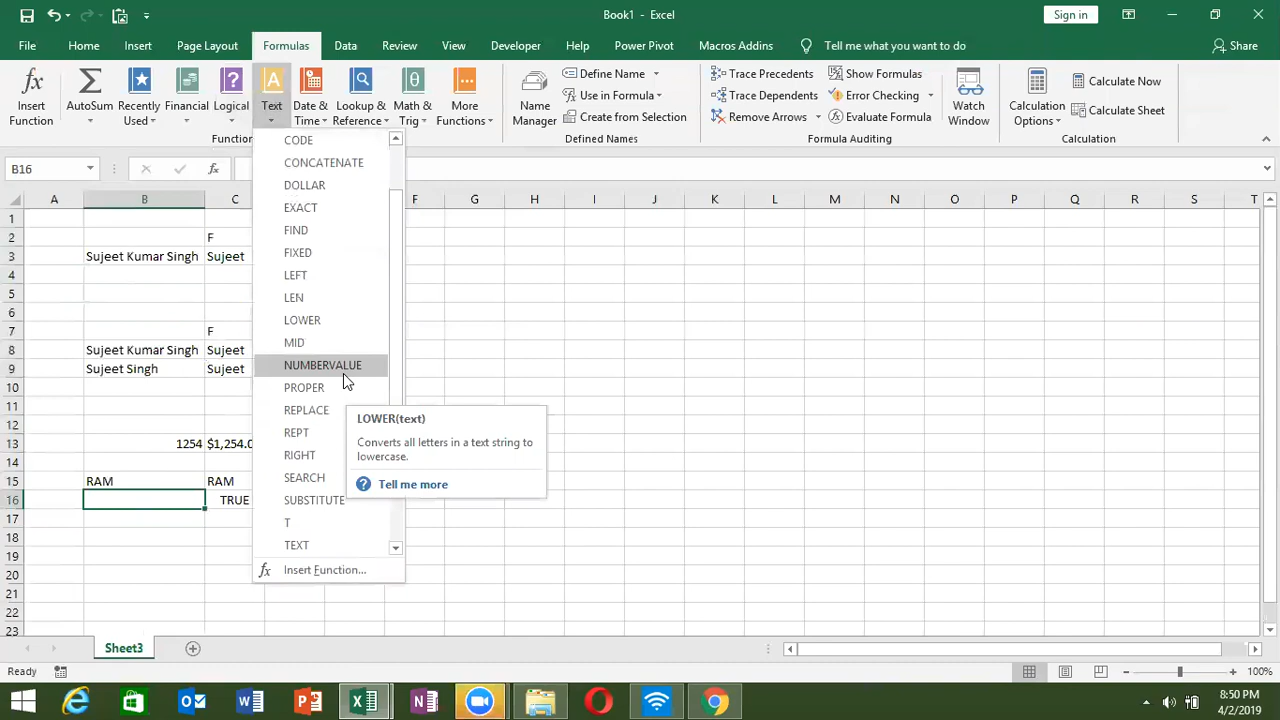 Book1 - Excel
Sign in
File Home Insert Page Layout Formulas Data Review View Developer Help Power Pivot Macros Addins Tell me what you want to do Share
Insert Function
AutoSum
Recently Used
Financial
Logical
Text
Date & Time
Lookup & Reference
Math & Trig
More Functions
Name Manager
Define Name
Use in Formula
Create from Selection
Defined Names
Trace Precedents
Trace Dependents
Remove Arrows
Show Formulas
Error Checking
Evaluate Formula
Formula Auditing
Watch Window
Calculation Options
Calculate Now
Calculate Sheet
Calculation
B16
fx
CODE
CONCATENATE
DOLLAR
EXACT
FIND
FIXED
LEFT
LEN
LOWER
MID
NUMBERVALUE
PROPER
REPLACE
REPT
RIGHT
SEARCH
SUBSTITUTE
T
TEXT
fx Insert Function...
LOWER(text)
Converts all letters in a text string to
lowercase.
Tell me more
A B C F G H I J K L M N O P Q R S T
1
2 F
3 Sujeet Kumar Singh Sujeet
4
5
6
7 F
8 Sujeet Kumar Singh Sujeet
9 Sujeet Singh Sujeet
10
11
12
13 1254 $1,254.0
14
15 RAM RAM
16 TRUE
17
18
19
20
21
22
23
Sheet3
Ready
100%
8:50 PM
4/2/2019